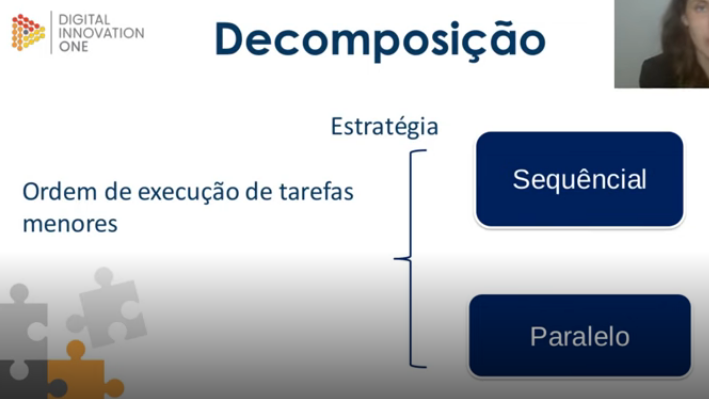 DIGITAL
INNOVATION
ONE
Decomposição
Estratégia
Sequêncial
Ordem de execução de tarefas
menores
Paralelo